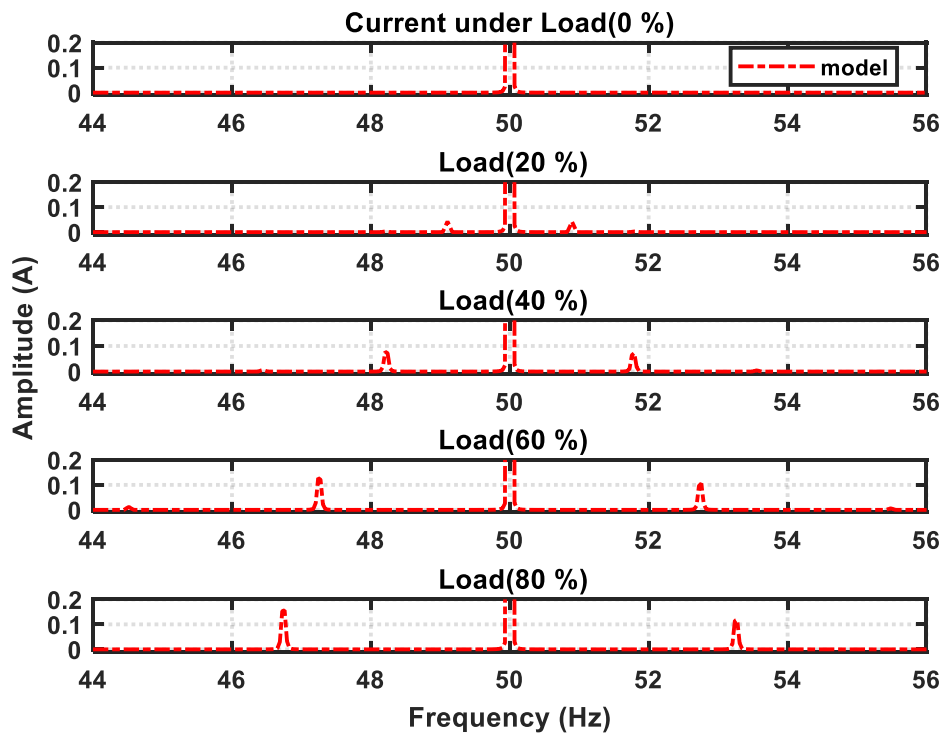 Current under Load(0 %)
0.2
0.1
0
model
44 46 48 50 52 54 56
Load(20 %)
0.2
0.1
0
44 46 48 50 52 54 56
Load(40 %)
0.2
0.1
0
44 46 48 50 52 54 56
Load(60 %)
0.2
0.1
0
44 46 48 50 52 54 56
Load(80 %)
0.2
0.1
0
44 46 48 50 52 54 56
Amplitude (A)
Frequency (Hz)